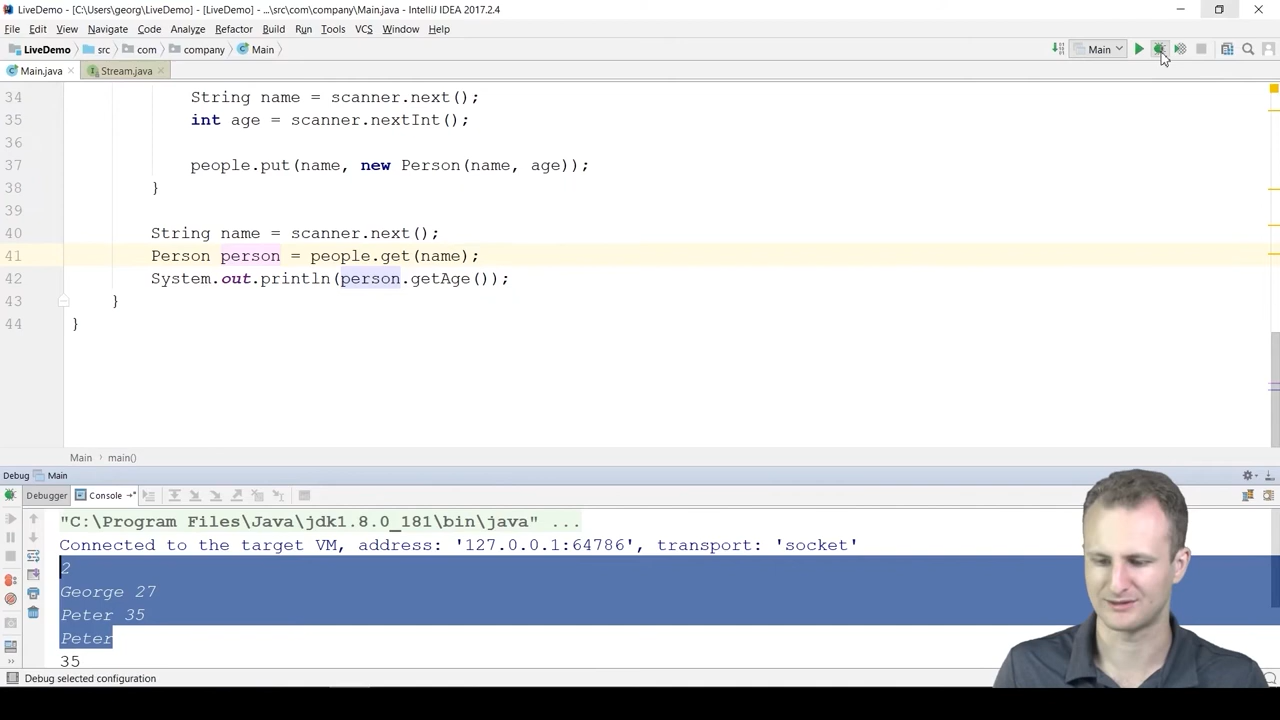 LiveDemo - [C:\Users\georg\LiveDemo] - [LiveDemo] - ...\src\com\company\Main.java - IntelliJ IDEA 2017.2.4
File Edit View Navigate Code Analyze Refactor Build Run Tools VCS Window Help
LiveDemo src com company Main Main
Main.java Stream.java
34 String name = scanner.next();
35 int age = scanner.nextInt();
36
37 people.put(name, new Person(name, age));
38 }
39
40 String name = scanner.next();
41 Person person = people.get(name);
42 System.out.println(person.getAge());
43 }
44 }
Main main()
Debug Main
Debugger Console
"C:\Program Files\Java\jdk1.8.0_181\bin\java" ...
Connected to the target VM, address: '127.0.0.1:64786', transport: 'socket'
2
George 27
Peter 35
Peter
35
Debug selected configuration